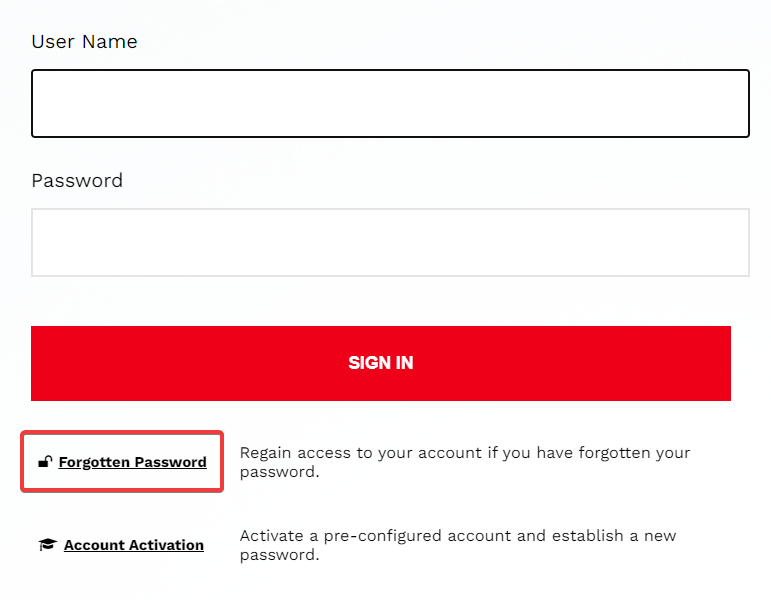 User Name
Password
SIGN IN
Forgotten Password
Regain access to your account if you have forgotten your
password.
Account Activation
Activate a pre-configured account and establish a new
password.